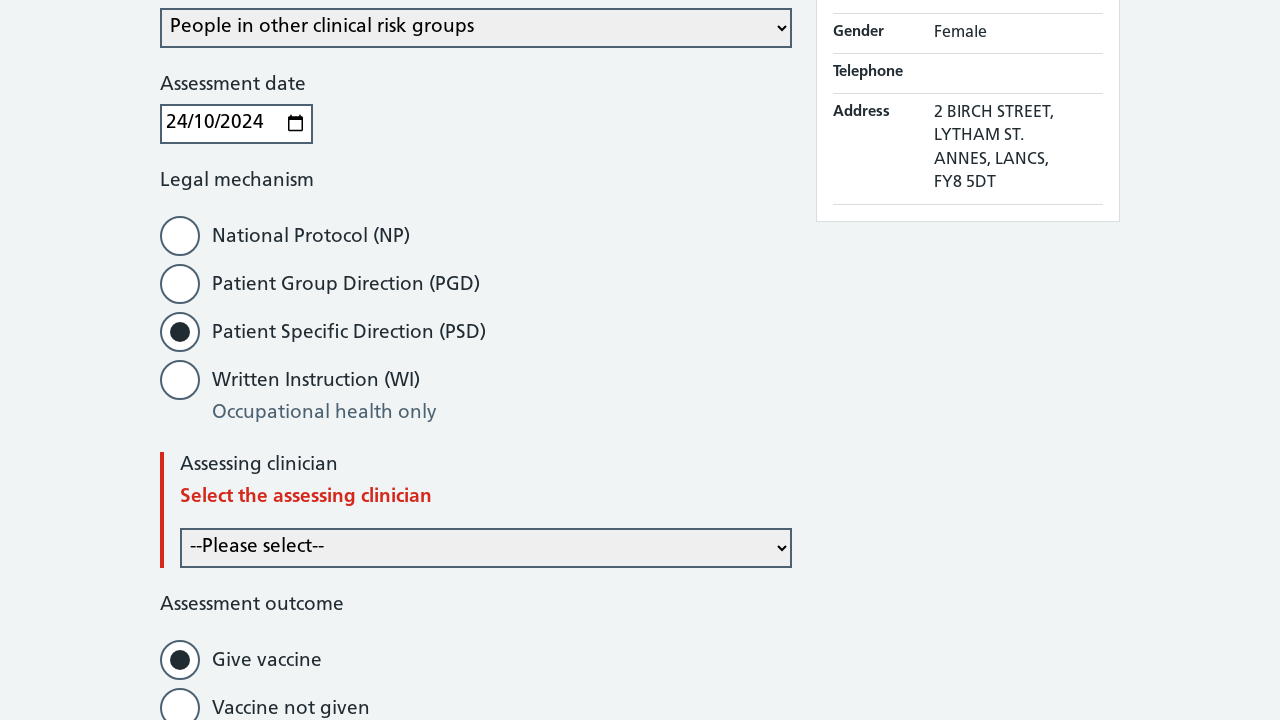 People in other clinical risk groups
Assessment date
24/10/2024
Legal mechanism
National Protocol (NP)
Patient Group Direction (PGD)
Patient Specific Direction (PSD)
Written Instruction (WI)
Occupational health only
Assessing clinician
Select the assessing clinician
--Please select--
Assessment outcome
Give vaccine
Vaccine not given
Gender Female
Telephone
Address 2 BIRCH STREET,
LYTHAM ST.
ANNES, LANCS,
FY8 5DT